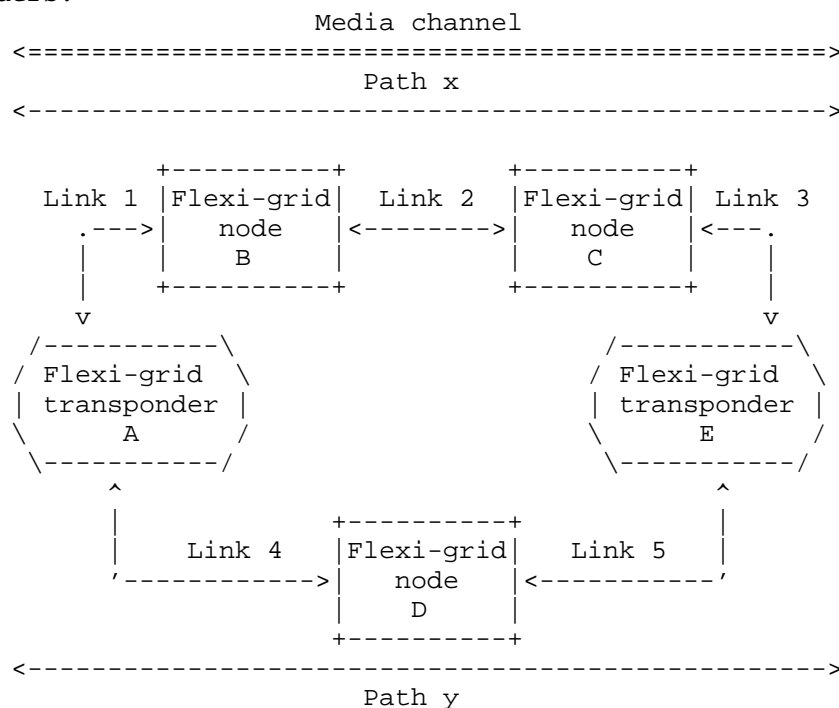 Media channel
<==================================================>
Path x
<-------------------------------------------------->
+----------+ +----------+
Link 1 |Flexi-grid| Link 2 |Flexi-grid| Link 3
.--->| node |<-------->| node |<---.
| | B | | C | |
| +----------+ +----------+ |
v v
/-----------\ /-----------\
/ Flexi-grid \ / Flexi-grid \
| transponder | | transponder |
\ A / \ E /
\-----------/ \-----------/
^ ^
| +----------+ |
| Link 4 |Flexi-grid| Link 5 |
'------------>| node |<-----------'
| D |
+----------+
<-------------------------------------------------->
Path y